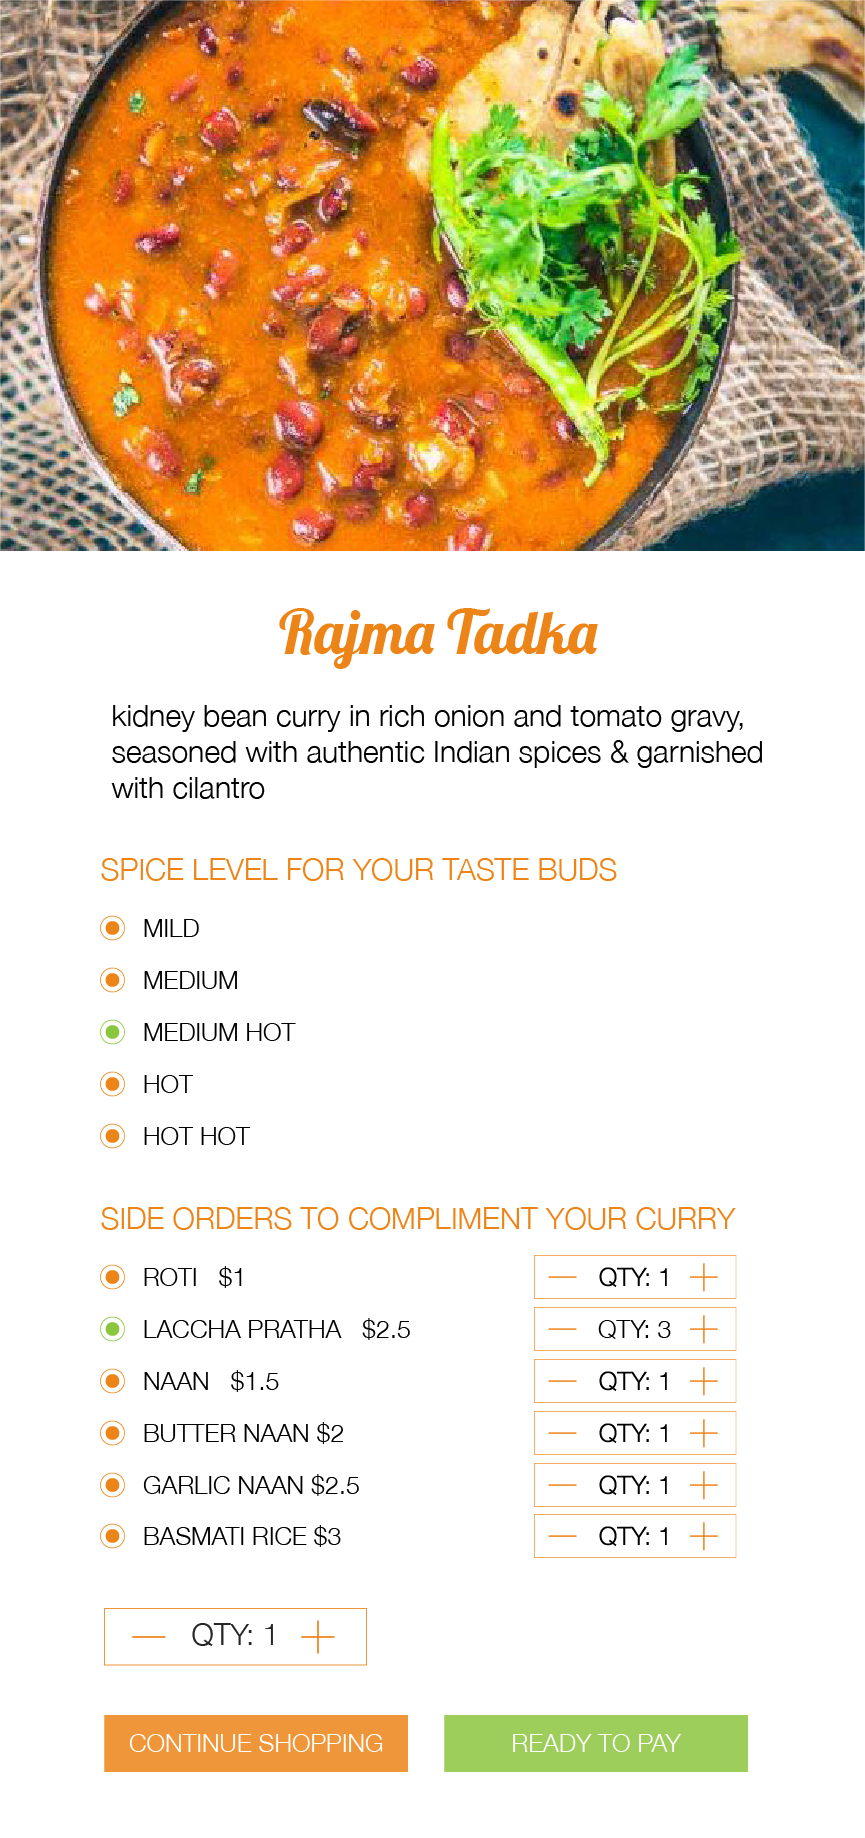 Rajma Tadka
kidney bean curry in rich onion and tomato gravy,
seasoned with authentic Indian spices & garnished
with cilantro
SPICE LEVEL FOR YOUR TASTE BUDS
MILD
MEDIUM
MEDIUM HOT
HOT
HOT HOT
SIDE ORDERS TO COMPLIMENT YOUR CURRY
ROTI $1 — QTY: 1 +
LACCHA PRATHA $2.5 — QTY: 3 +
NAAN $1.5 — QTY: 1 +
BUTTER NAAN $2 — QTY: 1 +
GARLIC NAAN $2.5 — QTY: 1 +
BASMATI RICE $3 — QTY: 1 +
— QTY: 1 +
CONTINUE SHOPPING READY TO PAY